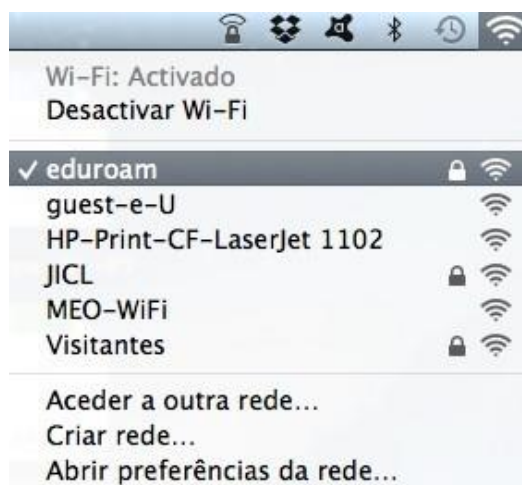 Wi-Fi: Activado
Desactivar Wi-Fi
eduroam
guest-e-U
HP-Print-CF-LaserJet 1102
JICL
MEO-WiFi
Visitantes
Aceder a outra rede...
Criar rede...
Abrir preferências da rede...